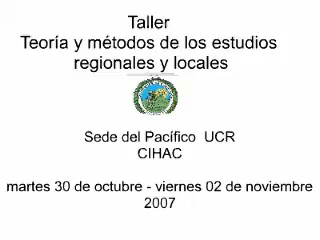 Taller
Teoría y métodos de los estudios
regionales y locales
Sede del Pacífico UCR
CIHAC
martes 30 de octubre - viernes 02 de noviembre
2007